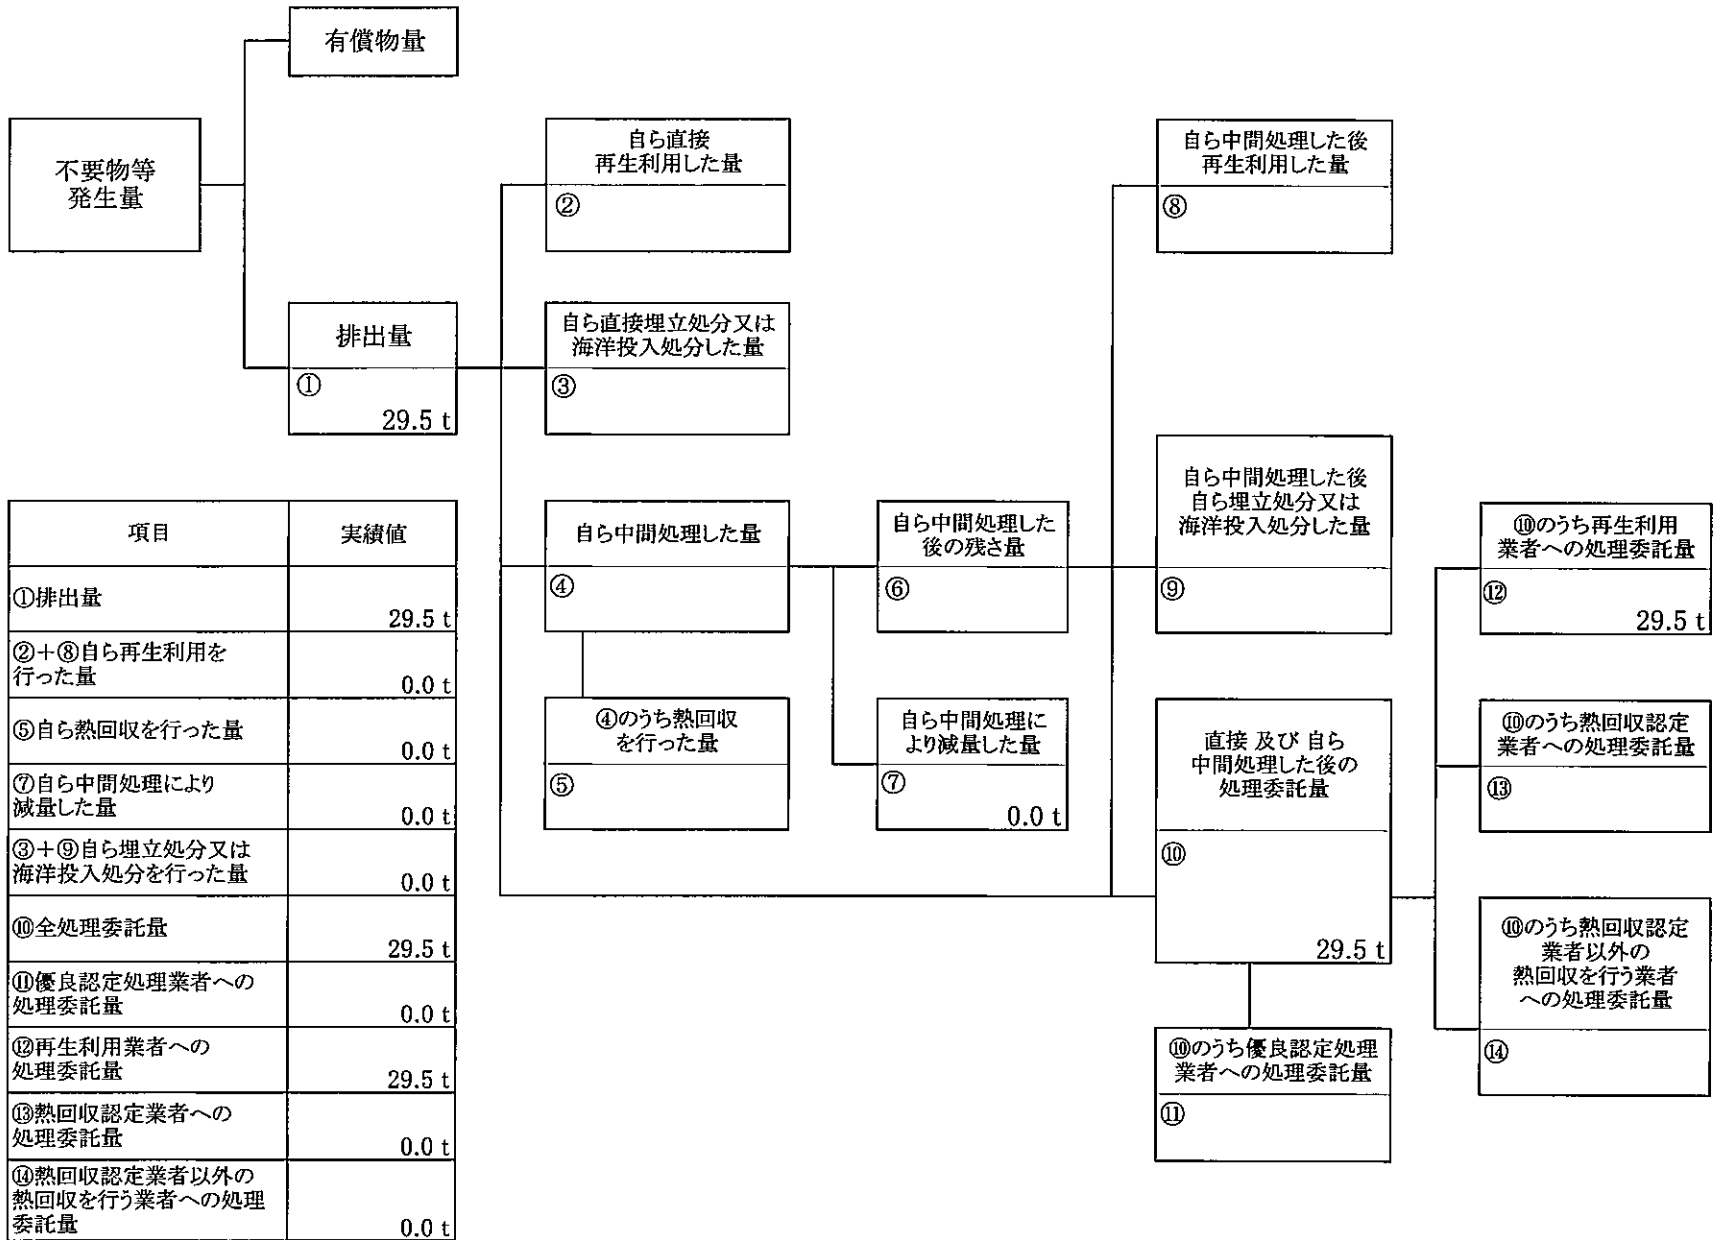 有償物量
不要物等
発生量
自ら直接
再生利用した量
②
自ら中間処理した後
再生利用した量
⑧
排出量
①
29.5 t
自ら直接埋立処分又は
海洋投入処分した量
③
自ら中間処理した量
④
自ら中間処理した
後の残さ量
⑥
自ら中間処理した後
自ら埋立処分又は
海洋投入処分した量
⑨
⑩のうち再生利用
業者への処理委託量
⑫
29.5 t
④のうち熱回収
を行った量
⑤
自ら中間処理に
より減量した量
⑦
0.0 t
直接 及び 自ら
中間処理した後の
処理委託量
⑩
29.5 t
⑩のうち熱回収認定
業者への処理委託量
⑬
⑩のうち熱回収認定
業者以外の
熱回収を行う業者
への処理委託量
⑭
⑩のうち優良認定処理
業者への処理委託量
⑪
項目 実績値
①排出量
29.5 t
②+⑧自ら再生利用を
行った量
0.0 t
⑤自ら熱回収を行った量
0.0 t
⑦自ら中間処理により
減量した量
0.0 t
③+⑨自ら埋立処分又は
海洋投入処分を行った量
0.0 t
⑩全処理委託量
29.5 t
⑪優良認定処理業者への
処理委託量
0.0 t
⑫再生利用業者への
処理委託量
29.5 t
⑬熱回収認定業者への
処理委託量
0.0 t
⑭熱回収認定業者以外の
熱回収を行う業者への処理
委託量
0.0 t